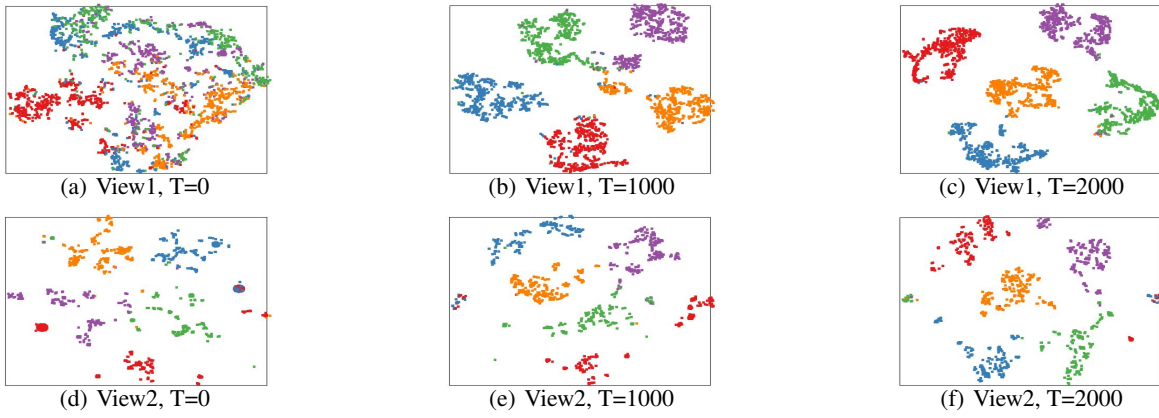 (a) View1, T=0
(b) View1, T=1000
(c) View1, T=2000
(d) View2, T=0
(e) View2, T=1000
(f) View2, T=2000